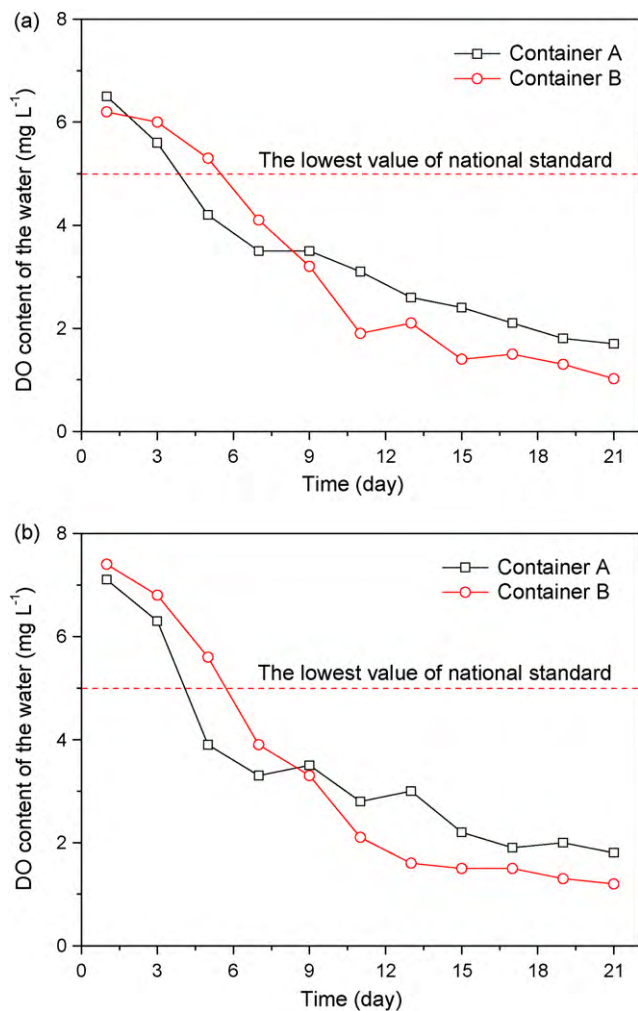 (a)
8
6
4
2
0
DO content of the water (mg L⁻¹)
Container A
Container B
The lowest value of national standard
0 3 6 9 12 15 18 21
Time (day)
(b)
8
6
4
2
0
DO content of the water (mg L⁻¹)
Container A
Container B
The lowest value of national standard
0 3 6 9 12 15 18 21
Time (day)